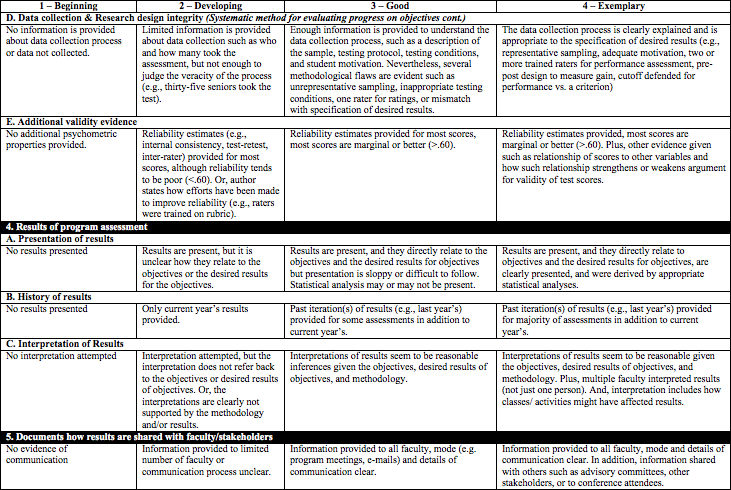 1 – Beginning 2 – Developing 3 – Good 4 – Exemplary
D. Data collection & Research design integrity (Systematic method for evaluating progress on objectives cont.)
No information is provided
about data collection process
or data not collected.
Limited information is provided
about data collection such as who
and how many took the
assessment, but not enough to
judge the veracity of the process
(e.g., thirty-five seniors took the
test).
Enough information is provided to understand the
data collection process, such as a description of
the sample, testing protocol, testing conditions,
and student motivation. Nevertheless, several
methodological flaws are evident such as
unrepresentative sampling, inappropriate testing
conditions, one rater for ratings, or mismatch
with specification of desired results.
The data collection process is clearly explained and is
appropriate to the specification of desired results (e.g.,
representative sampling, adequate motivation, two or
more trained raters for performance assessment, pre-
post design to measure gain, cutoff defended for
performance vs. a criterion)
E. Additional validity evidence
No additional psychometric
properties provided.
Reliability estimates (e.g.,
internal consistency, test-retest,
inter-rater) provided for most
scores, although reliability tends
to be poor (<.60). Or, author
states how efforts have been made
to improve reliability (e.g., raters
were trained on rubric).
Reliability estimates provided for most scores,
most scores are marginal or better (>.60).
Reliability estimates provided, most scores are
marginal or better (>.60). Plus, other evidence given
such as relationship of scores to other variables and
how such relationship strengthens or weakens argument
for validity of test scores.
4. Results of program assessment
A. Presentation of results
No results presented
Results are present, but it is
unclear how they relate to the
objectives or the desired results
for the objectives.
Results are present, and they directly relate to the
objectives and the desired results for objectives
but presentation is sloppy or difficult to follow.
Statistical analysis may or may not be present.
Results are present, and they directly relate to
objectives and the desired results for objectives, are
clearly presented, and were derived by appropriate
statistical analyses.
B. History of results
No results presented
Only current year's results
provided.
Past iteration(s) of results (e.g., last year's)
provided for some assessments in addition to
current year's.
Past iteration(s) of results (e.g., last year's) provided
for majority of assessments in addition to current
year's.
C. Interpretation of Results
No interpretation attempted
Interpretation attempted, but the
interpretation does not refer back
to the objectives or desired results
of objectives. Or, the
interpretations are clearly not
supported by the methodology
and/or results.
Interpretations of results seem to be reasonable
inferences given the objectives, desired results of
objectives, and methodology.
Interpretations of results seem to be reasonable given
the objectives, desired results of objectives, and
methodology. Plus, multiple faculty interpreted results
(not just one person). And, interpretation includes how
classes/ activities might have affected results.
5. Documents how results are shared with faculty/stakeholders
No evidence of
communication
Information provided to limited
number of faculty or
communication process unclear.
Information provided to all faculty, mode (e.g.
program meetings, e-mails) and details of
communication clear.
Information provided to all faculty, mode and details of
communication clear. In addition, information shared
with others such as advisory committees, other
stakeholders, or to conference attendees.